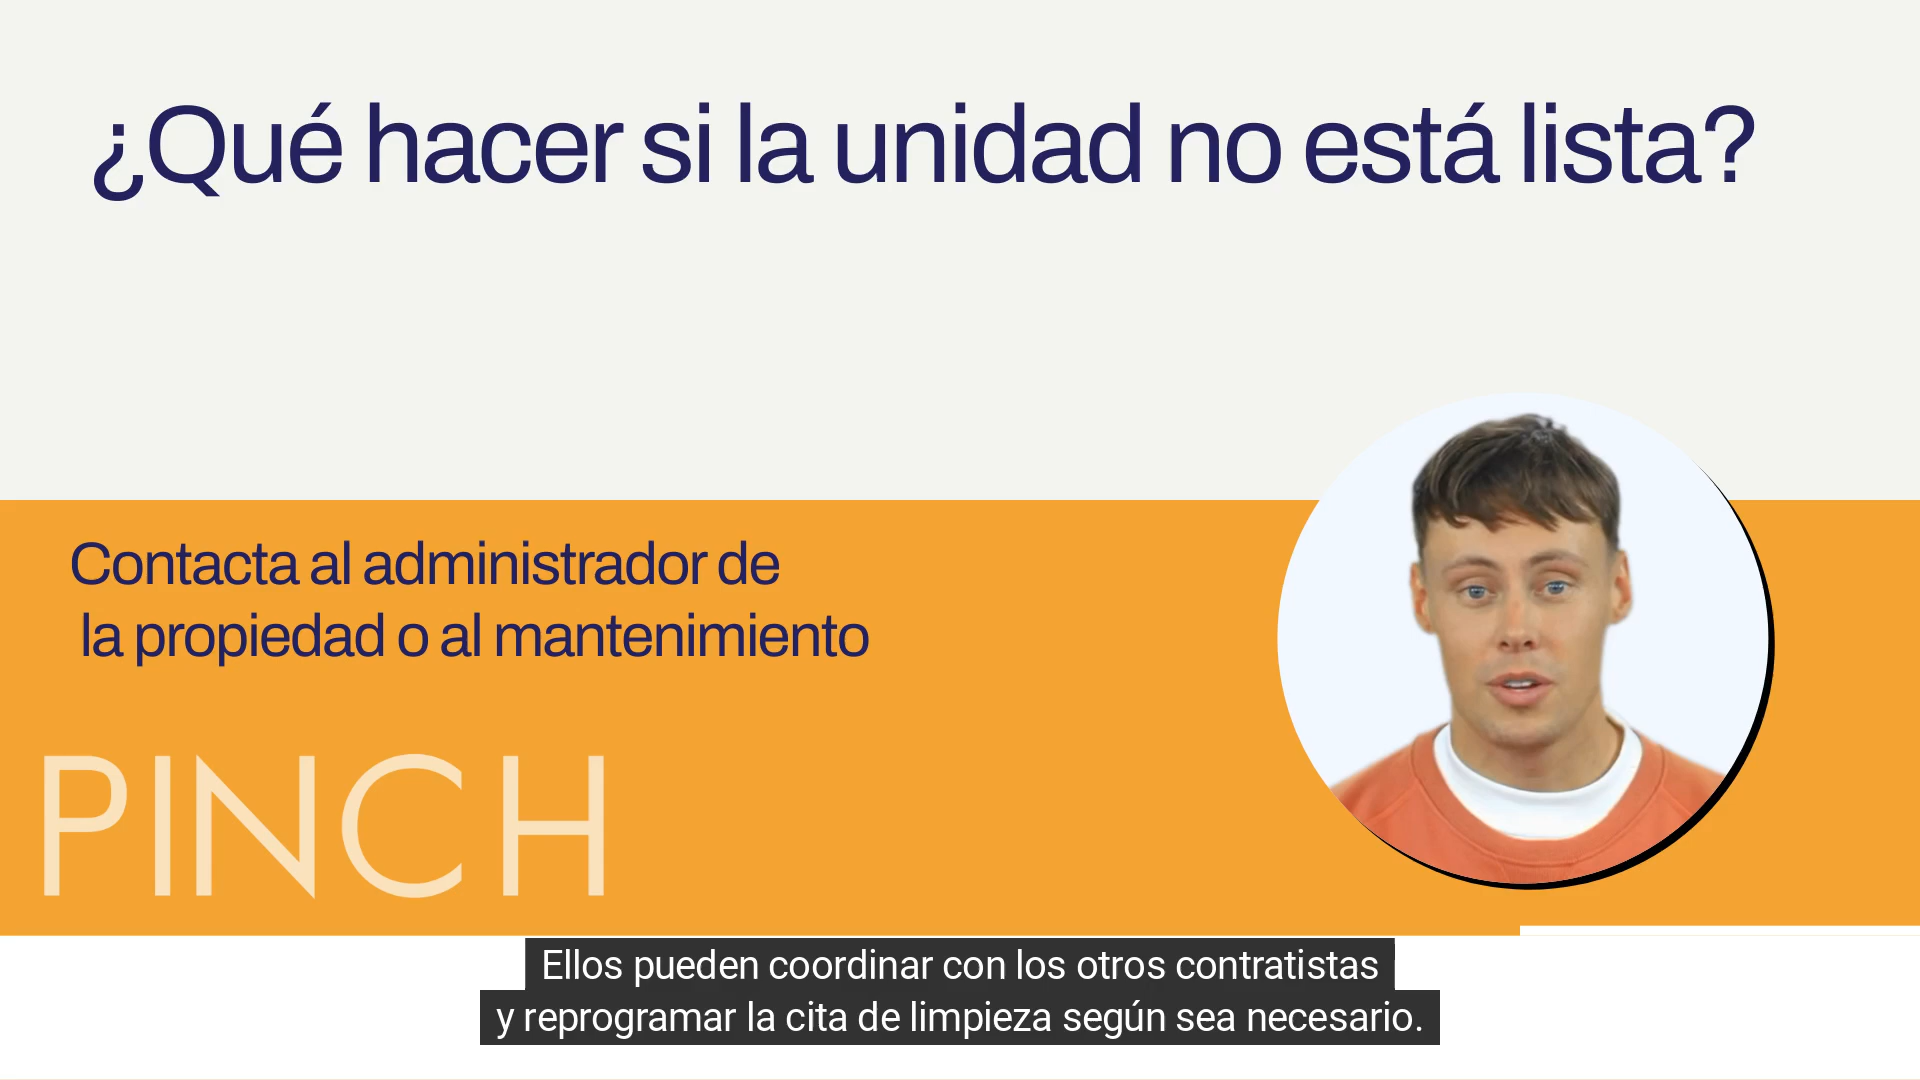 ¿Qué hacer si la unidad no está lista?
Contacta al administrador de
la propiedad o al mantenimiento
PINCH
Ellos pueden coordinar con los otros contratistas
y reprogramar la cita de limpieza según sea necesario.